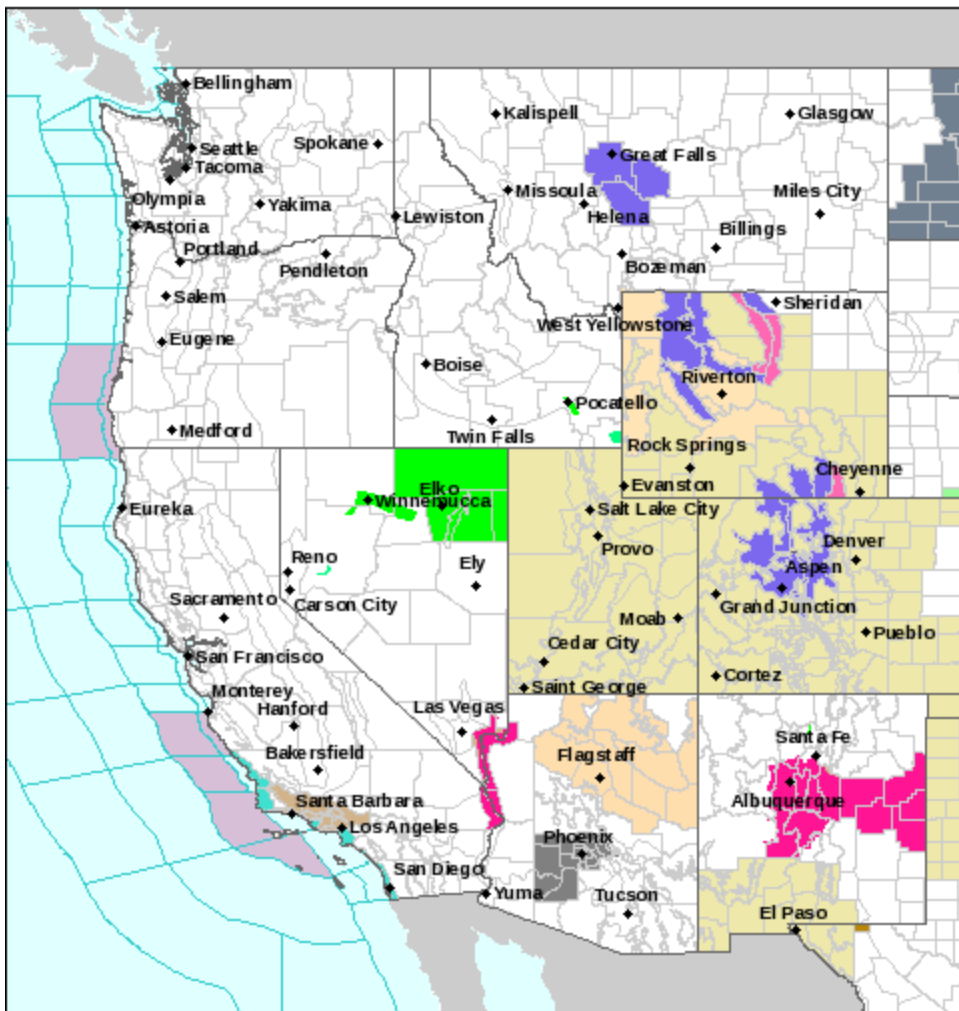 Bellingham
Kalispell
Glasgow
Seattle
Spokane
Great Falls
Tacoma
Missoula
Miles City
Olympia
Yakima
Helena
Lewiston
Astoria
Billings
Portland
Bozeman
Pendleton
Salem
Sheridan
West Yellowstone
Eugene
Boise
Riverton
Pocatello
Medford
Twin Falls
Rock Springs
Cheyenne
Elko
Evanston
Winnemucca
Eureka
Salt Lake City
Denver
Provo
Reno
Ely
Aspen
Sacramento
Carson City
Grand Junction
Moab
Pueblo
Cedar City
San Francisco
Cortez
Saint George
Monterey
Hanford
Las Vegas
Santa Fe
Bakersfield
Flagstaff
Santa Barbara
Albuquerque
Los Angeles
Phoenix
San Diego
Yuma
Tucson
El Paso